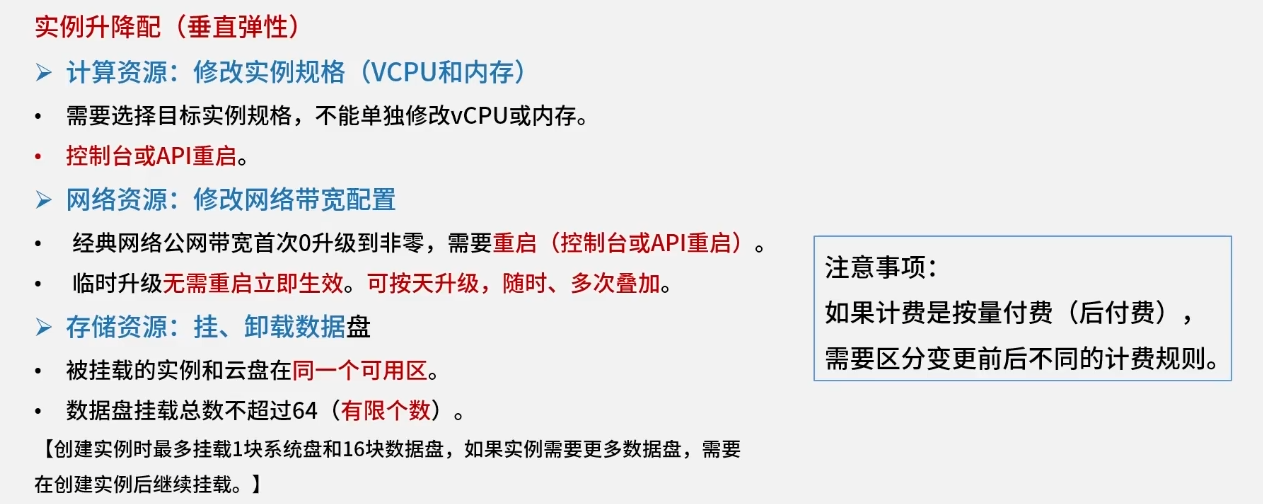 实例升降配（垂直弹性）
➢ 计算资源：修改实例规格（VCPU和内存）
• 需要选择目标实例规格，不能单独修改vCPU或内存。
• 控制台或API重启。
➢ 网络资源：修改网络带宽配置
• 经典网络公网带宽首次0升级到非零，需要重启（控制台或API重启）。
• 临时升级无需重启立即生效。可按天升级，随时、多次叠加。
➢ 存储资源：挂、卸载数据盘
• 被挂载的实例和云盘在同一个可用区。
• 数据盘挂载总数不超过64（有限个数）。
【创建实例时最多挂载1块系统盘和16块数据盘，如果实例需要更多数据盘，需要
在创建实例后继续挂载。】
注意事项：
如果计费是按量付费（后付费），
需要区分变更前后不同的计费规则。